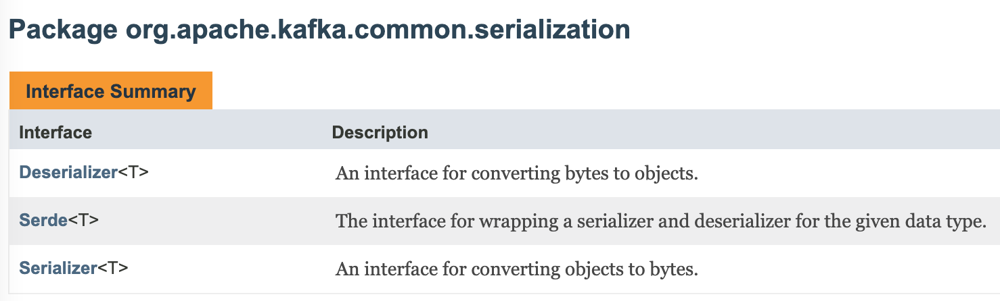 Package org.apache.kafka.common.serialization
Interface Summary
Interface Description
Deserializer<T> An interface for converting bytes to objects.
Serde<T> The interface for wrapping a serializer and deserializer for the given data type.
Serializer<T> An interface for converting objects to bytes.